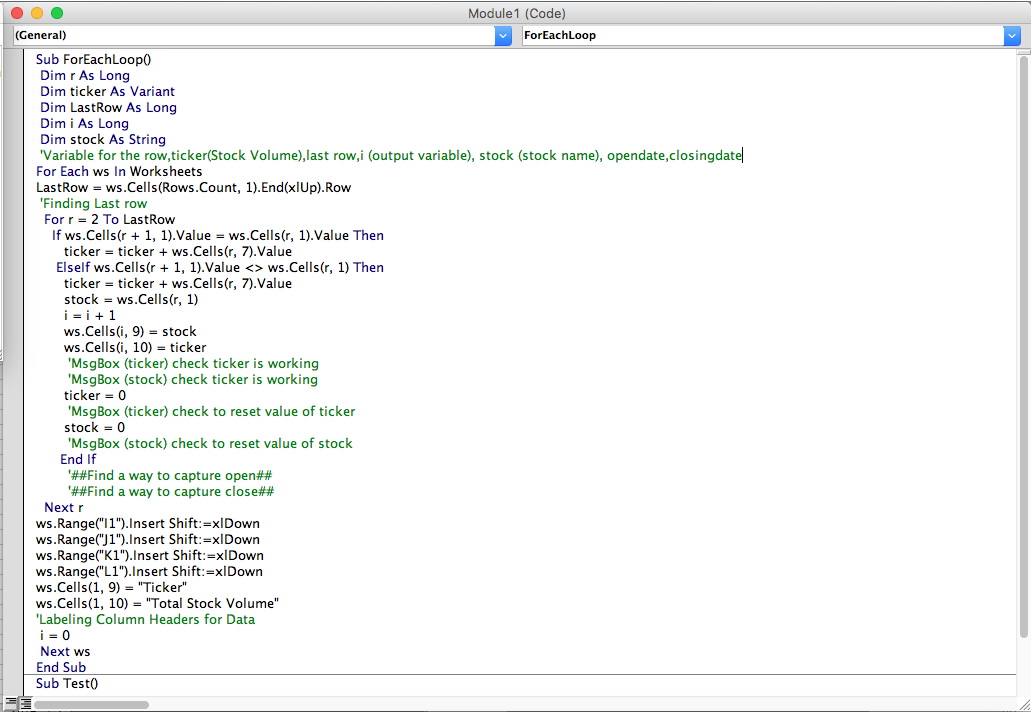 Module1 (Code)
(General) ForEachLoop
Sub ForEachLoop()
Dim r As Long
Dim ticker As Variant
Dim LastRow As Long
Dim i As Long
Dim stock As String
'Variable for the row,ticker(Stock Volume),last row,i (output variable), stock (stock name), opendate,closingdate
For Each ws In Worksheets
LastRow = ws.Cells(Rows.Count, 1).End(xlUp).Row
'Finding Last row
For r = 2 To LastRow
If ws.Cells(r + 1, 1).Value = ws.Cells(r, 1).Value Then
ticker = ticker + ws.Cells(r, 7).Value
ElseIf ws.Cells(r + 1, 1).Value <> ws.Cells(r, 1) Then
ticker = ticker + ws.Cells(r, 7).Value
stock = ws.Cells(r, 1)
i = i + 1
ws.Cells(i, 9) = stock
ws.Cells(i, 10) = ticker
'MsgBox (ticker) check ticker is working
'MsgBox (stock) check ticker is working
ticker = 0
'MsgBox (ticker) check to reset value of ticker
stock = 0
'MsgBox (stock) check to reset value of stock
End If
'##Find a way to capture open##
'##Find a way to capture close##
Next r
ws.Range("I1").Insert Shift:=xlDown
ws.Range("J1").Insert Shift:=xlDown
ws.Range("K1").Insert Shift:=xlDown
ws.Range("L1").Insert Shift:=xlDown
ws.Cells(1, 9) = "Ticker"
ws.Cells(1, 10) = "Total Stock Volume"
'Labeling Column Headers for Data
i = 0
Next ws
End Sub
Sub Test()